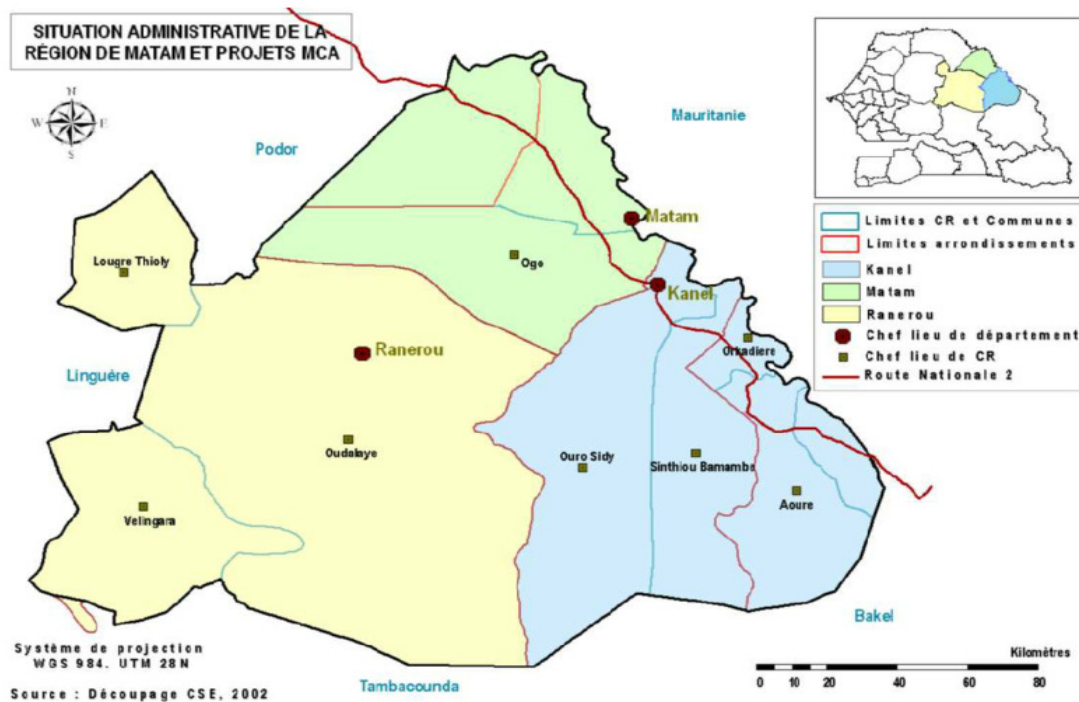 SITUATION ADMINISTRATIVE DE LA
RÉGION DE MATAM ET PROJETS MCA
N
W E
S
Podor
Mauritanie
Matam
Lougre Thioly
Ogo
Kanel
Ranerou
Orkadiere
Linguère
Oudalaye
Ouro Sidy
Sinthiou Bamambe
Velingara
Aoure
Bakel
Tambacounda
Limites CR et Communes
Limites arrondissements
Kanel
Matam
Ranerou
Chef lieu de département
Chef lieu de CR
Route Nationale 2
Système de projection
WGS 984. UTM 28N
Source : Découpage CSE, 2002
Kilomètres
0 10 20 40 60 80